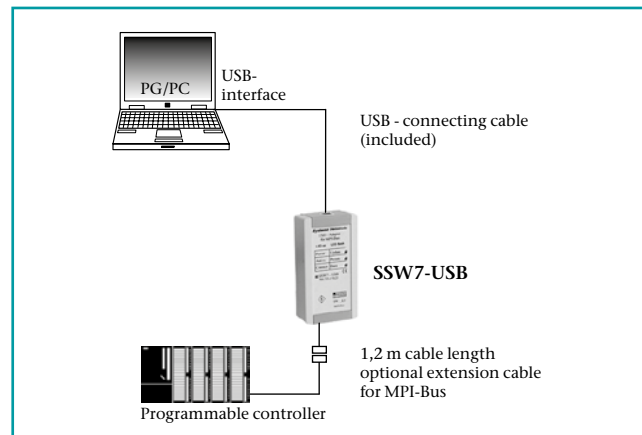 PG/PC
USB-
interface
USB - connecting cable
(included)
SSW7-USB
1,2 m cable length
optional extension cable
for MPI-Bus
Programmable controller